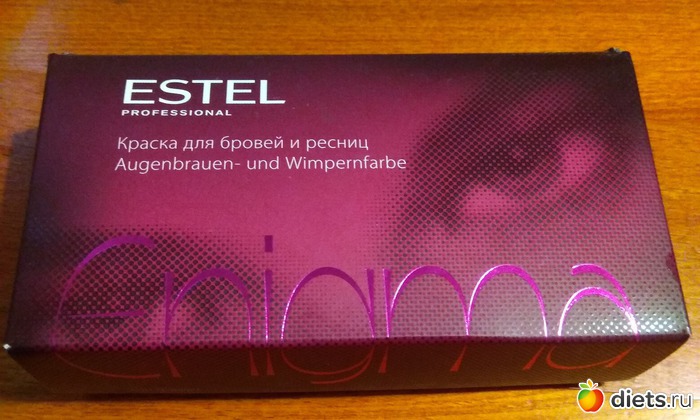 ESTEL
PROFESSIONAL
Краска для бровей и ресниц
Augenbrauen- und Wimpernfarbe
Enigma
diets.ru